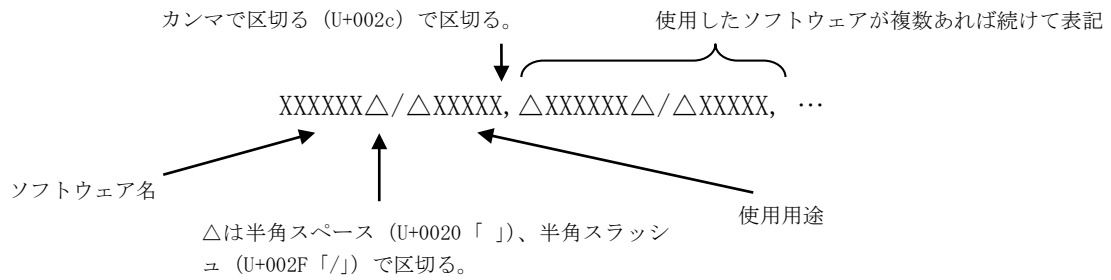 カンマで区切る（U+002c）で区切る。
使用したソフトウェアが複数あれば続けて表記
XXXXXX△/△XXXXX, △XXXXXX△/△XXXXX, …
ソフトウェア名
使用用途
△は半角スペース（U+0020「 」）、半角スラッシ
ュ（U+002F「/」）で区切る。